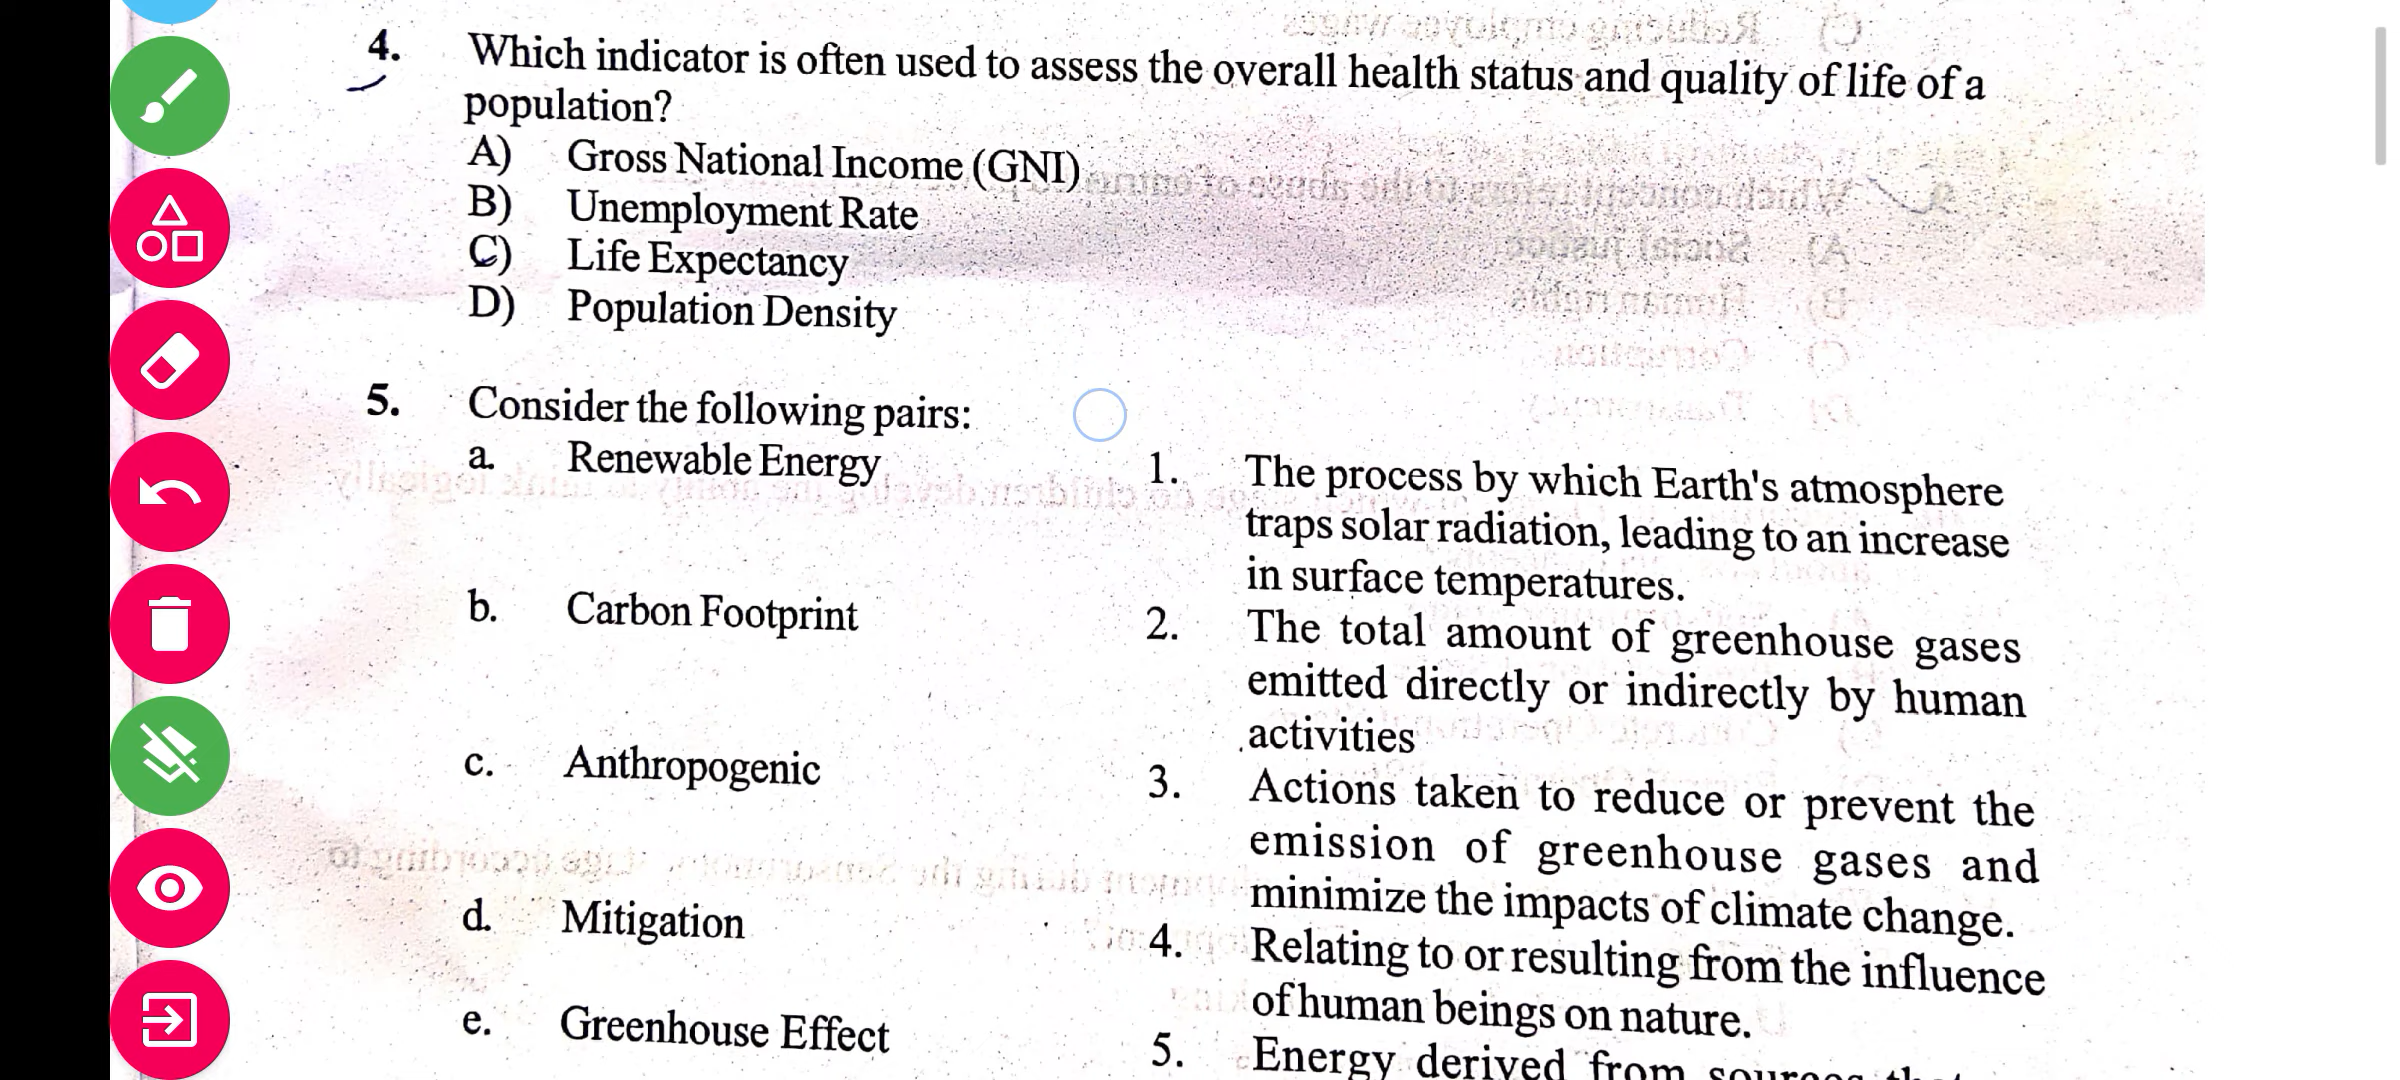 4. Which indicator is often used to assess the overall health status and quality of life of a
population?
A) Gross National Income (GNI)
B) Unemployment Rate
C) Life Expectancy
D) Population Density
5. Consider the following pairs:
a. Renewable Energy
1. The process by which Earth's atmosphere
traps solar radiation, leading to an increase
in surface temperatures.
b. Carbon Footprint
2. The total amount of greenhouse gases
emitted directly or indirectly by human
activities
c. Anthropogenic
3. Actions taken to reduce or prevent the
emission of greenhouse gases and
minimize the impacts of climate change.
d. Mitigation
4. Relating to or resulting from the influence
of human beings on nature.
e. Greenhouse Effect
5. Energy derived from sources